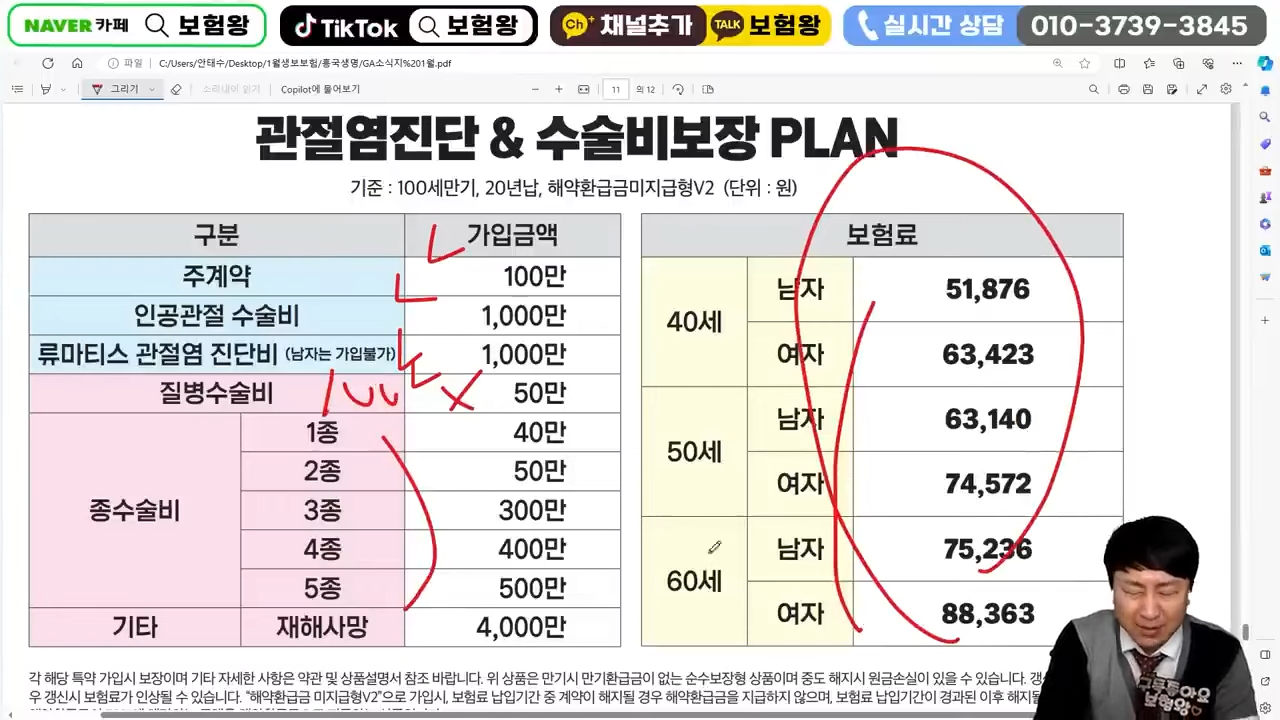 NAVER 카페 보험왕 TikTok 보험왕 Ch+ 채널추가 TALK 보험왕 실시간 상담 010-3739-3845
파일 C:/Users/안태수/Desktop/1월생보보험/흥국생명/GA소식지%201월.pdf
그리기 소리내어 읽기 Copilot에 물어보기 11 의 12
관절염진단 & 수술비보장 PLAN
기준 : 100세만기, 20년납, 해약환급금미지급형V2 (단위 : 원)
구분 가입금액
주계약 100만
인공관절 수술비 1,000만
류마티스 관절염 진단비 (남자는 가입불가) 1,000만
질병수술비 100 50만
종수술비 1종 40만
2종 50만
3종 300만
4종 400만
5종 500만
기타 재해사망 4,000만
보험료
40세 남자 51,876
여자 63,423
50세 남자 63,140
여자 74,572
60세 남자 75,236
여자 88,363
각 해당 특약 가입시 보장이며 기타 자세한 사항은 약관 및 상품설명서 참조 바랍니다. 위 상품은 만기시 만기환급금이 없는 순수보장형 상품이며 중도 해지시 원금손실이 있을 수 있습니다.
우 갱신시 보험료가 인상될 수 있습니다. "해약환급금 미지급형V2"으로 가입시, 보험료 납입기간 중 계약이 해지될 경우 해약환급금을 지급하지 않으며, 보험료 납입기간이 경과된 이후 해지될
보험왕